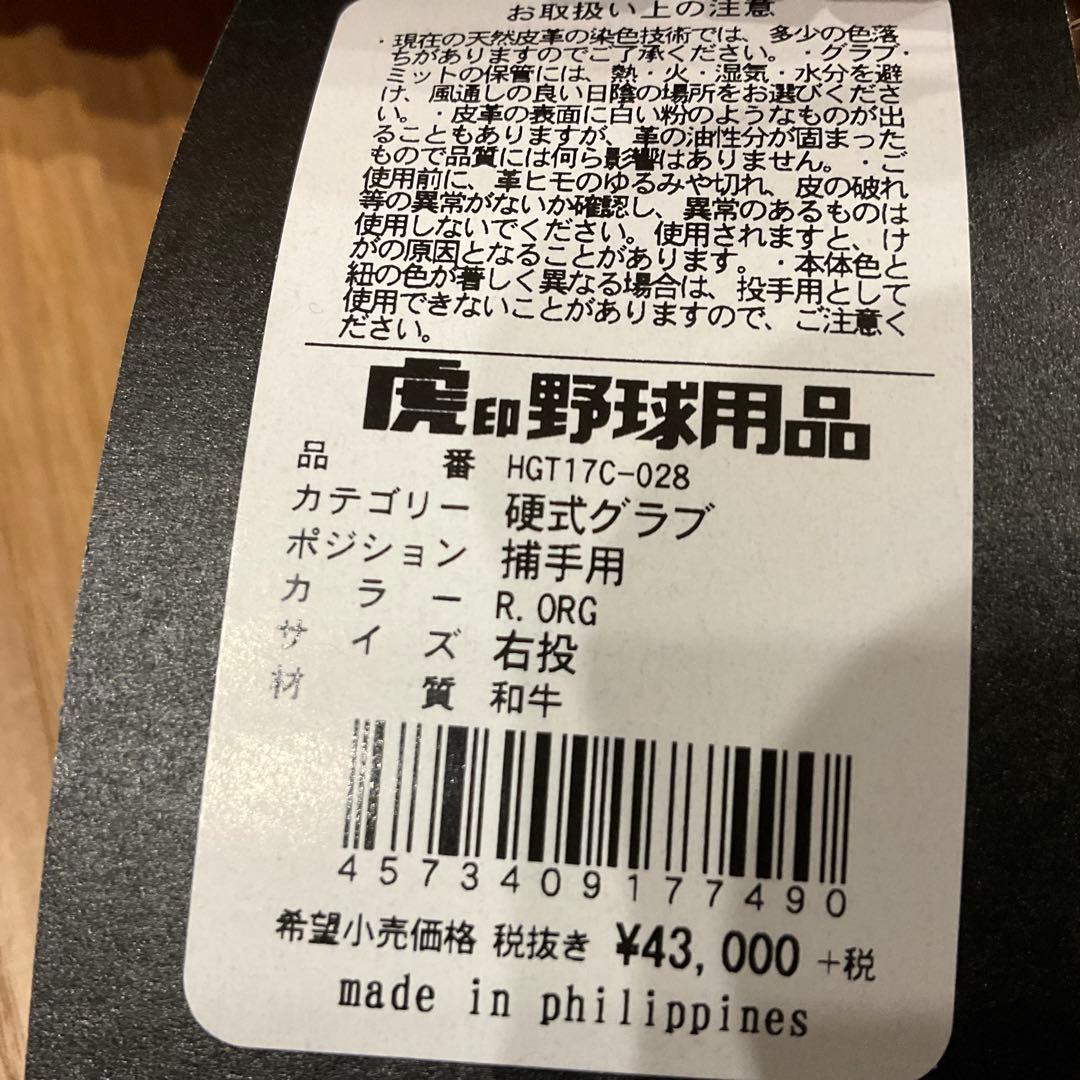 お取扱い上の注意
・現在の天然皮革の染色技術では、多少の色落
ちがありますのでご了承ください。・グラブ・
ミットの保管には、熱・火・湿気・水分を避
け、風通しの良い日陰の場所をお選びくださ
い。・皮革の表面に白い粉のようなものが出
ることもありますが、革の油性分が固まった
もので品質には何ら影響はありません。・ご
使用前に、革ヒモのゆるみや切れ、皮の破れ
等の異常がないか確認し、異常のあるものは
使用しないでください。使用されますと、け
がの原因となることがあります。・本体色と
紐の色が著しく異なる場合は、投手用として
使用できないことがありますので、ご注意く
ださい。
虎印野球用品
品番 HGT17C-028
カテゴリー 硬式グラブ
ポジション 捕手用
カラー R.ORG
サイズ 右投
材質 和牛
4573409177490
希望小売価格 税抜き ¥43,000 +税
made in philippines